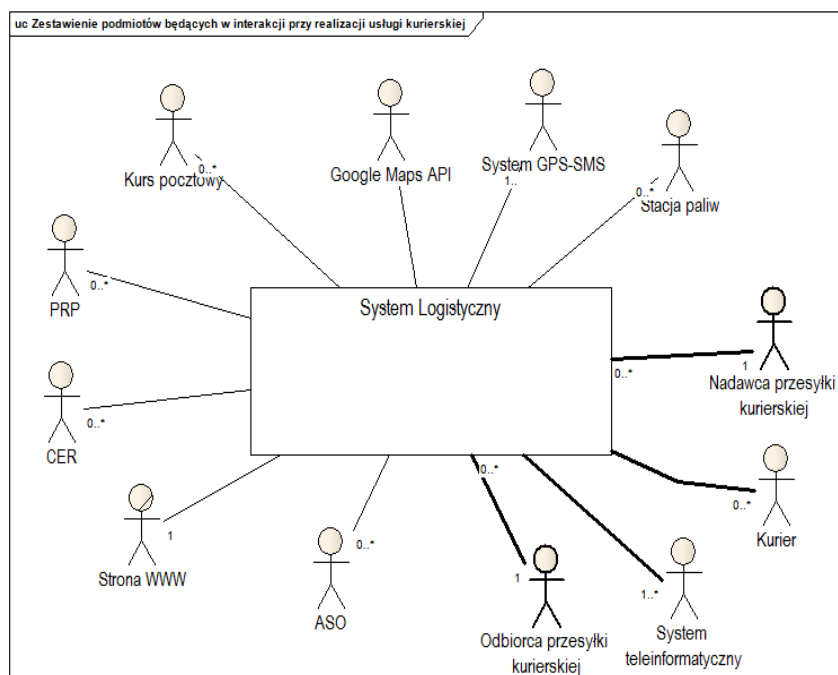 uc Zestawienie podmiotów będących w interakcji przy realizacji usługi kurierskiej
0..*
Kurs pocztowy
Google Maps API
System GPS-SMS
1..
0..*
Stacja paliw
PRP
0..*
System Logistyczny
0..*
1
Nadawca przesyłki
kurierskiej
CER
0..*
0..*
Kurier
Strona WWW
1
ASO
0..*
0..*
1
Odbiorca przesyłki
kurierskiej
1..*
System
teleinformatyczny